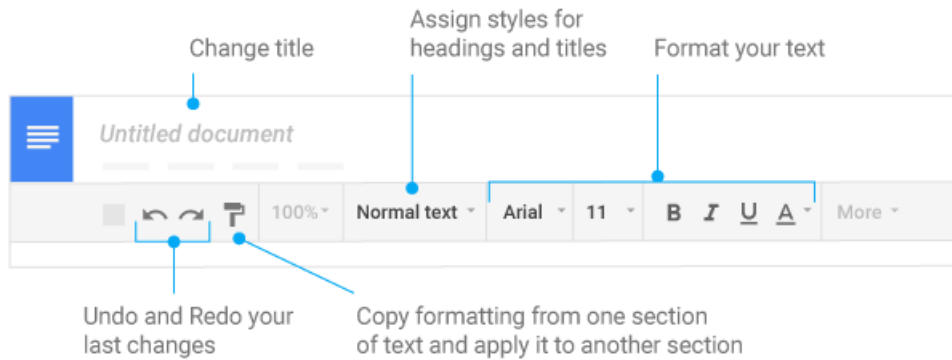 Assign styles for
headings and titles
Change title
Format your text
Untitled document
100% Normal text Arial 11 B I U A More
Undo and Redo your
last changes
Copy formatting from one section
of text and apply it to another section